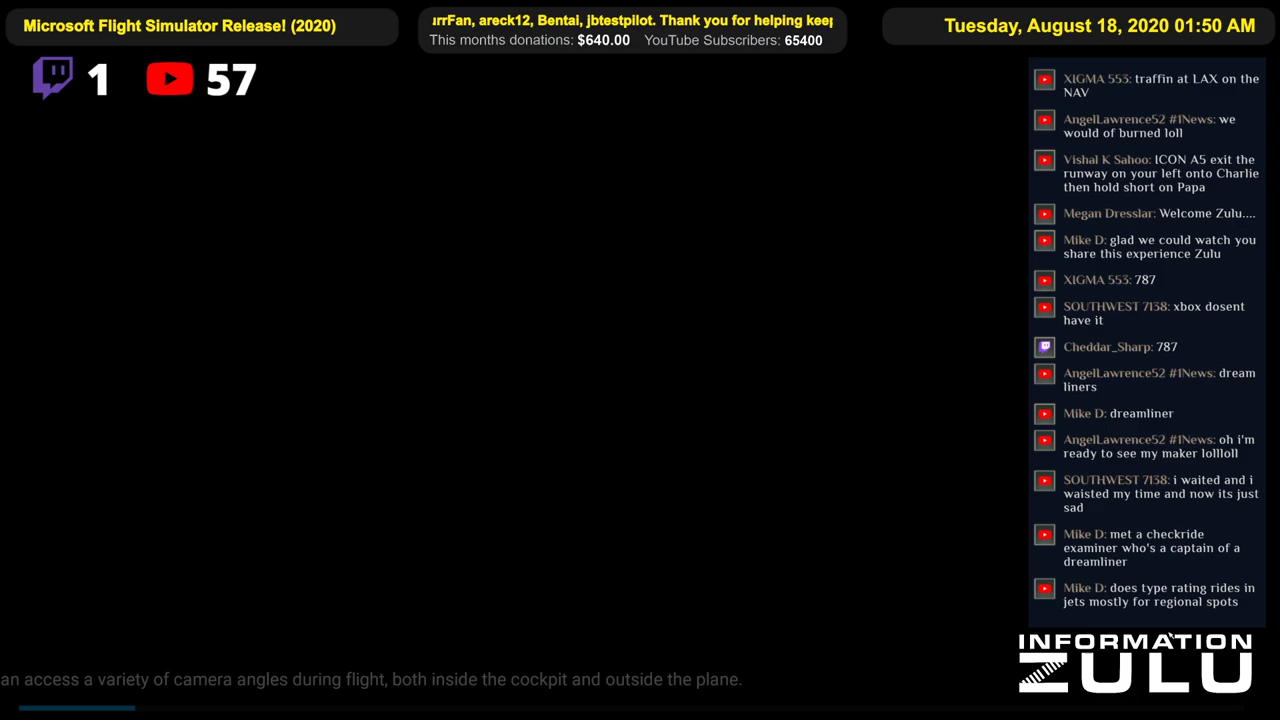 Microsoft Flight Simulator Release! (2020)
urrFan, areck12, Bentai, jbtestpilot. Thank you for helping keep
This months donations: $640.00 YouTube Subscribers: 65400
Tuesday, August 18, 2020 01:50 AM
1 57
XIGMA 553: traffin at LAX on the
NAV
AngelLawrence52 #1News: we
would of burned loll
Vishal K Sahoo: ICON A5 exit the
runway on your left onto Charlie
then hold short on Papa
Megan Dresslar: Welcome Zulu....
Mike D: glad we could watch you
share this experience Zulu
XIGMA 553: 787
SOUTHWEST 7138: xbox dosent
have it
Cheddar_Sharp: 787
AngelLawrence52 #1News: dream
liners
Mike D: dreamliner
AngelLawrence52 #1News: oh i'm
ready to see my maker lollloll
SOUTHWEST 7138: i waited and i
waisted my time and now its just
sad
Mike D: met a checkride
examiner who's a captain of a
dreamliner
Mike D: does type rating rides in
jets mostly for regional spots
INFORMATION
ZULU
an access a variety of camera angles during flight, both inside the cockpit and outside the plane.